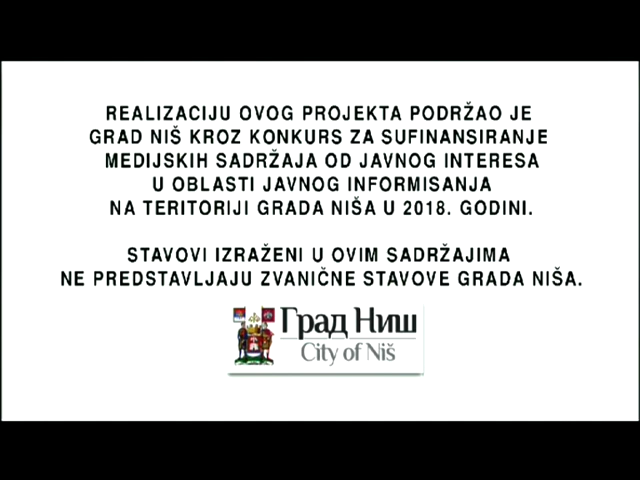 REALIZACIJU OVOG PROJEKTA PODRŽAO JE
GRAD NIŠ KROZ KONKURS ZA SUFINANSIRANJE
MEDIJSKIH SADRŽAJA OD JAVNOG INTERESA
U OBLASTI JAVNOG INFORMISANJA
NA TERITORIJI GRADA NIŠA U 2018. GODINI.
STAVOVI IZRAŽENI U OVIM SADRŽAJIMA
NE PREDSTAVLJAJU ZVANIČNE STAVOVE GRADA NIŠA.
Град Ниш
City of Niš